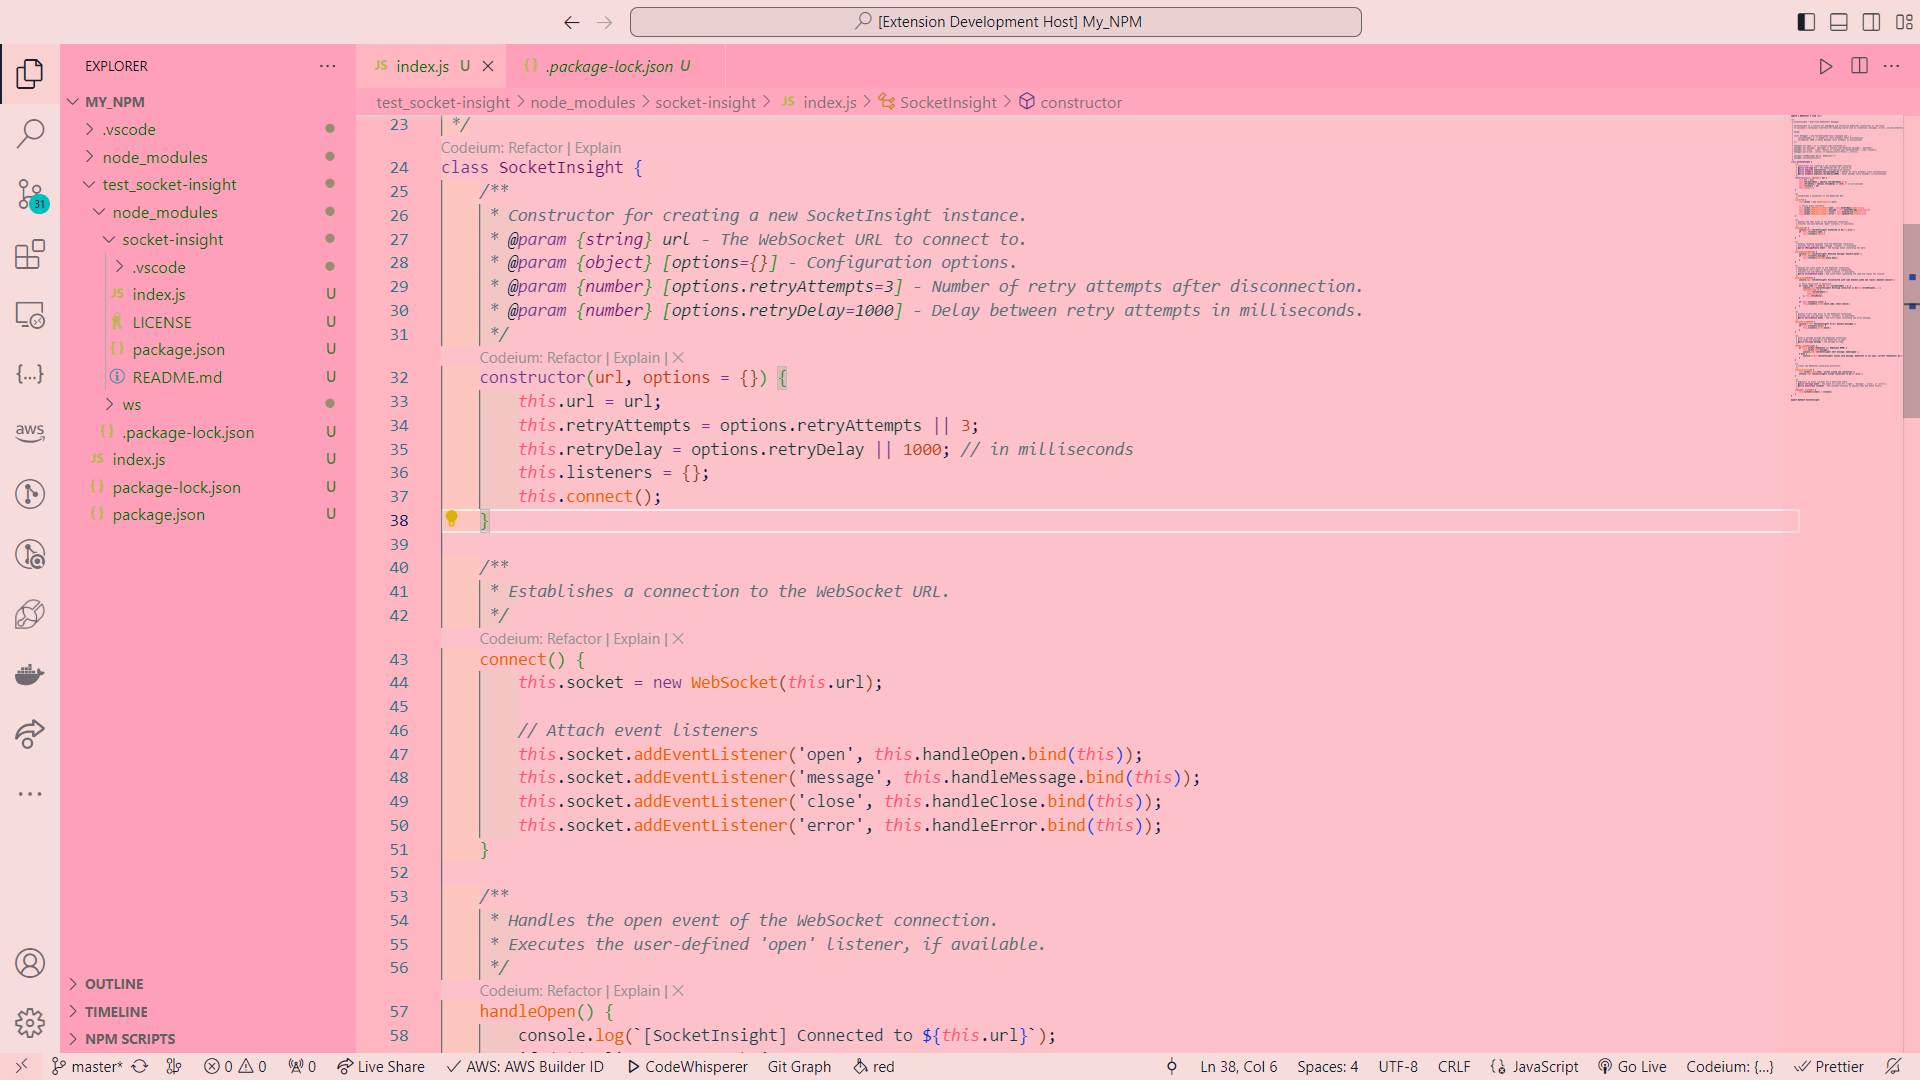 [Extension Development Host] My_NPM
EXPLORER
MY_NPM
.vscode
node_modules
test_socket-insight
node_modules
socket-insight
.vscode
index.js U
LICENSE U
package.json U
README.md U
ws
.package-lock.json U
index.js U
package-lock.json U
package.json U
OUTLINE
TIMELINE
NPM SCRIPTS
31
aws
JS index.js U
{} .package-lock.json U
test_socket-insight > node_modules > socket-insight > JS index.js > SocketInsight > constructor
23 */
Codeium: Refactor | Explain
24 class SocketInsight {
25 /**
26 * Constructor for creating a new SocketInsight instance.
27 * @param {string} url - The WebSocket URL to connect to.
28 * @param {object} [options={}] - Configuration options.
29 * @param {number} [options.retryAttempts=3] - Number of retry attempts after disconnection.
30 * @param {number} [options.retryDelay=1000] - Delay between retry attempts in milliseconds.
31 */
Codeium: Refactor | Explain | X
32 constructor(url, options = {}) {
33 this.url = url;
34 this.retryAttempts = options.retryAttempts || 3;
35 this.retryDelay = options.retryDelay || 1000; // in milliseconds
36 this.listeners = {};
37 this.connect();
38 }
39
40 /**
41 * Establishes a connection to the WebSocket URL.
42 */
Codeium: Refactor | Explain | X
43 connect() {
44 this.socket = new WebSocket(this.url);
45
46 // Attach event listeners
47 this.socket.addEventListener('open', this.handleOpen.bind(this));
48 this.socket.addEventListener('message', this.handleMessage.bind(this));
49 this.socket.addEventListener('close', this.handleClose.bind(this));
50 this.socket.addEventListener('error', this.handleError.bind(this));
51 }
52
53 /**
54 * Handles the open event of the WebSocket connection.
55 * Executes the user-defined 'open' listener, if available.
56 */
Codeium: Refactor | Explain | X
57 handleOpen() {
58 console.log(`[SocketInsight] Connected to ${this.url}`);
master* 0 0 0 Live Share AWS: AWS Builder ID CodeWhisperer Git Graph red Ln 38, Col 6 Spaces: 4 UTF-8 CRLF JavaScript Go Live Codeium: {...} Prettier